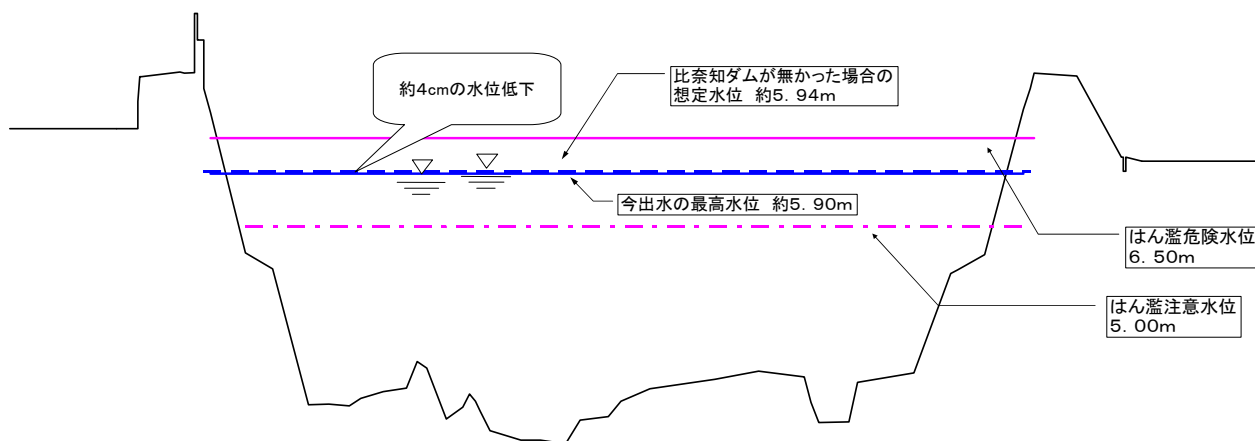 約4cmの水位低下
比奈知ダムが無かった場合の
想定水位 約5.94m
今出水の最高水位 約5.90m
はん濫危険水位
6.50m
はん濫注意水位
5.00m